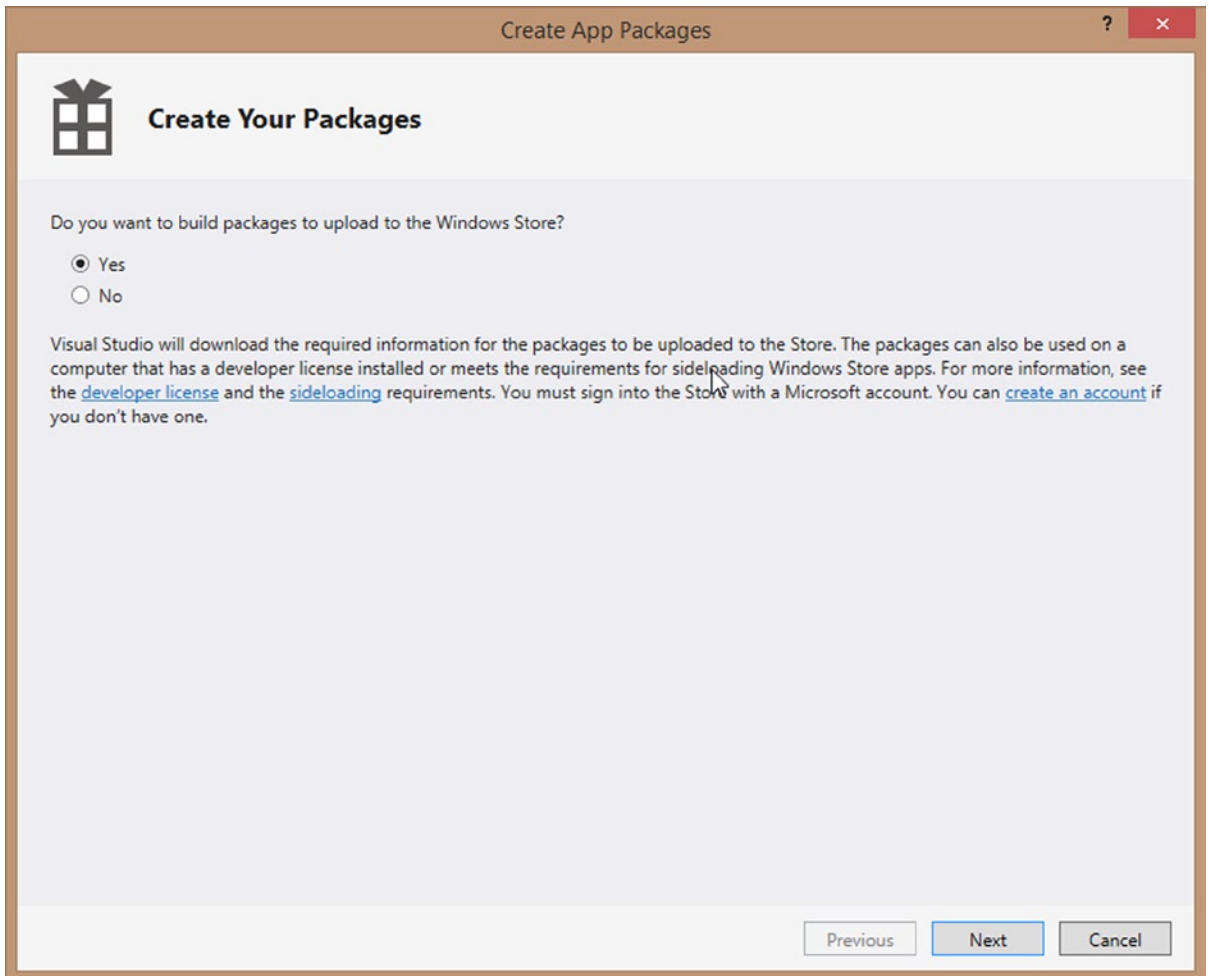 Create App Packages
?
Create Your Packages
Do you want to build packages to upload to the Windows Store?
Yes
No
Visual Studio will download the required information for the packages to be uploaded to the Store. The packages can also be used on a
computer that has a developer license installed or meets the requirements for sideloading Windows Store apps. For more information, see
the developer license and the sideloading requirements. You must sign into the Store with a Microsoft account. You can create an account if
you don't have one.
Previous Next Cancel